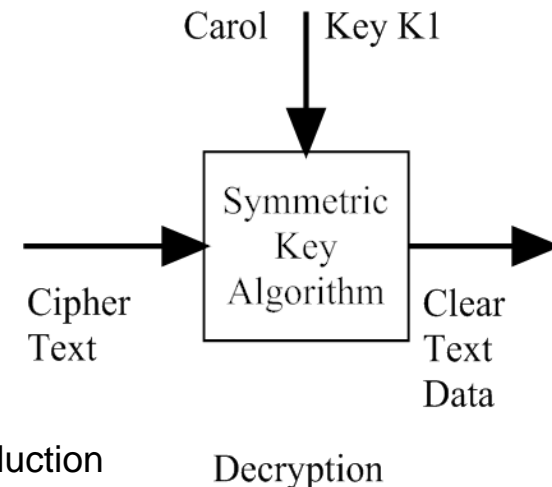 Carol Key K1
Symmetric
Key
Algorithm
Cipher
Text
Clear
Text
Data
Decryption